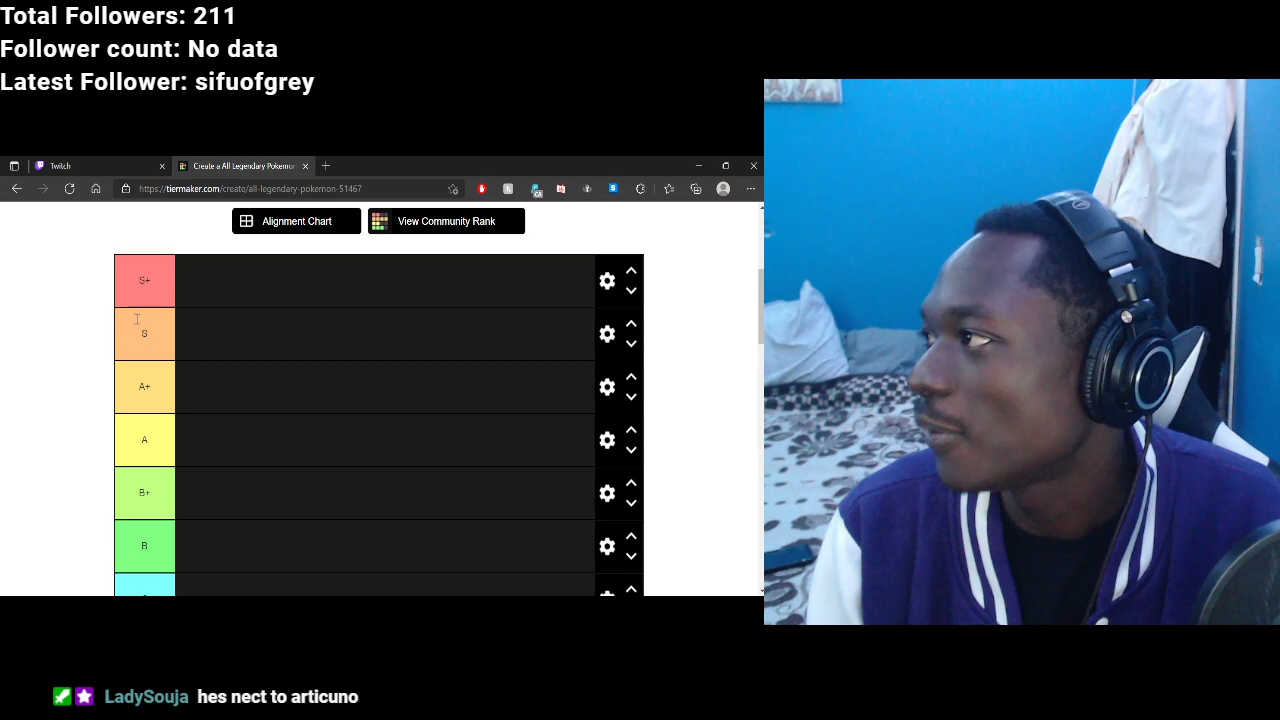 Total Followers: 211
Follower count: No data
Latest Follower: sifuofgrey
Twitch
Create a All Legendary Pokemon
https://tiermaker.com/create/all-legendary-pokemon-51467
Alignment Chart
View Community Rank
S+
S
A+
A
B+
B
LadySouja hes nect to articuno